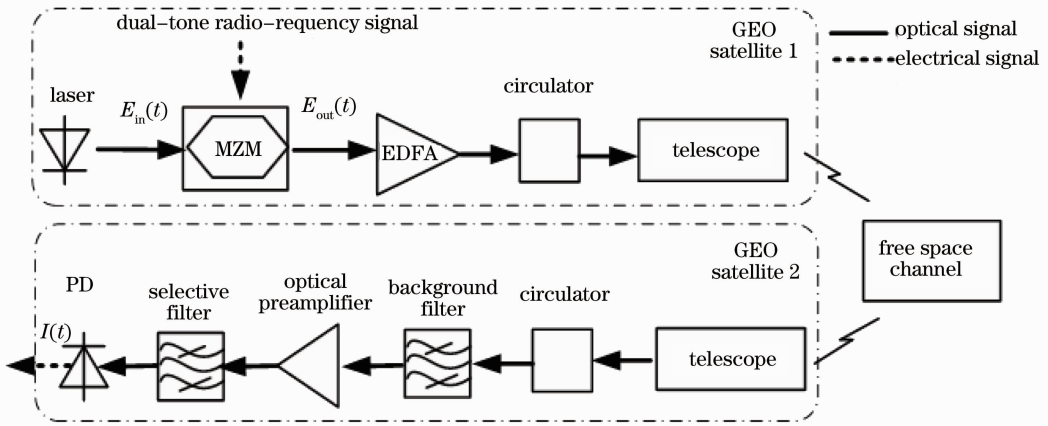 dual-tone radio-requency signal
GEO
satellite 1
optical signal
electrical signal
laser
E_in(t)
E_out(t)
circulator
MZM
EDFA
telescope
free space
channel
GEO
satellite 2
PD
selective
filter
optical
preamplifier
background
filter
circulator
I(t)
telescope